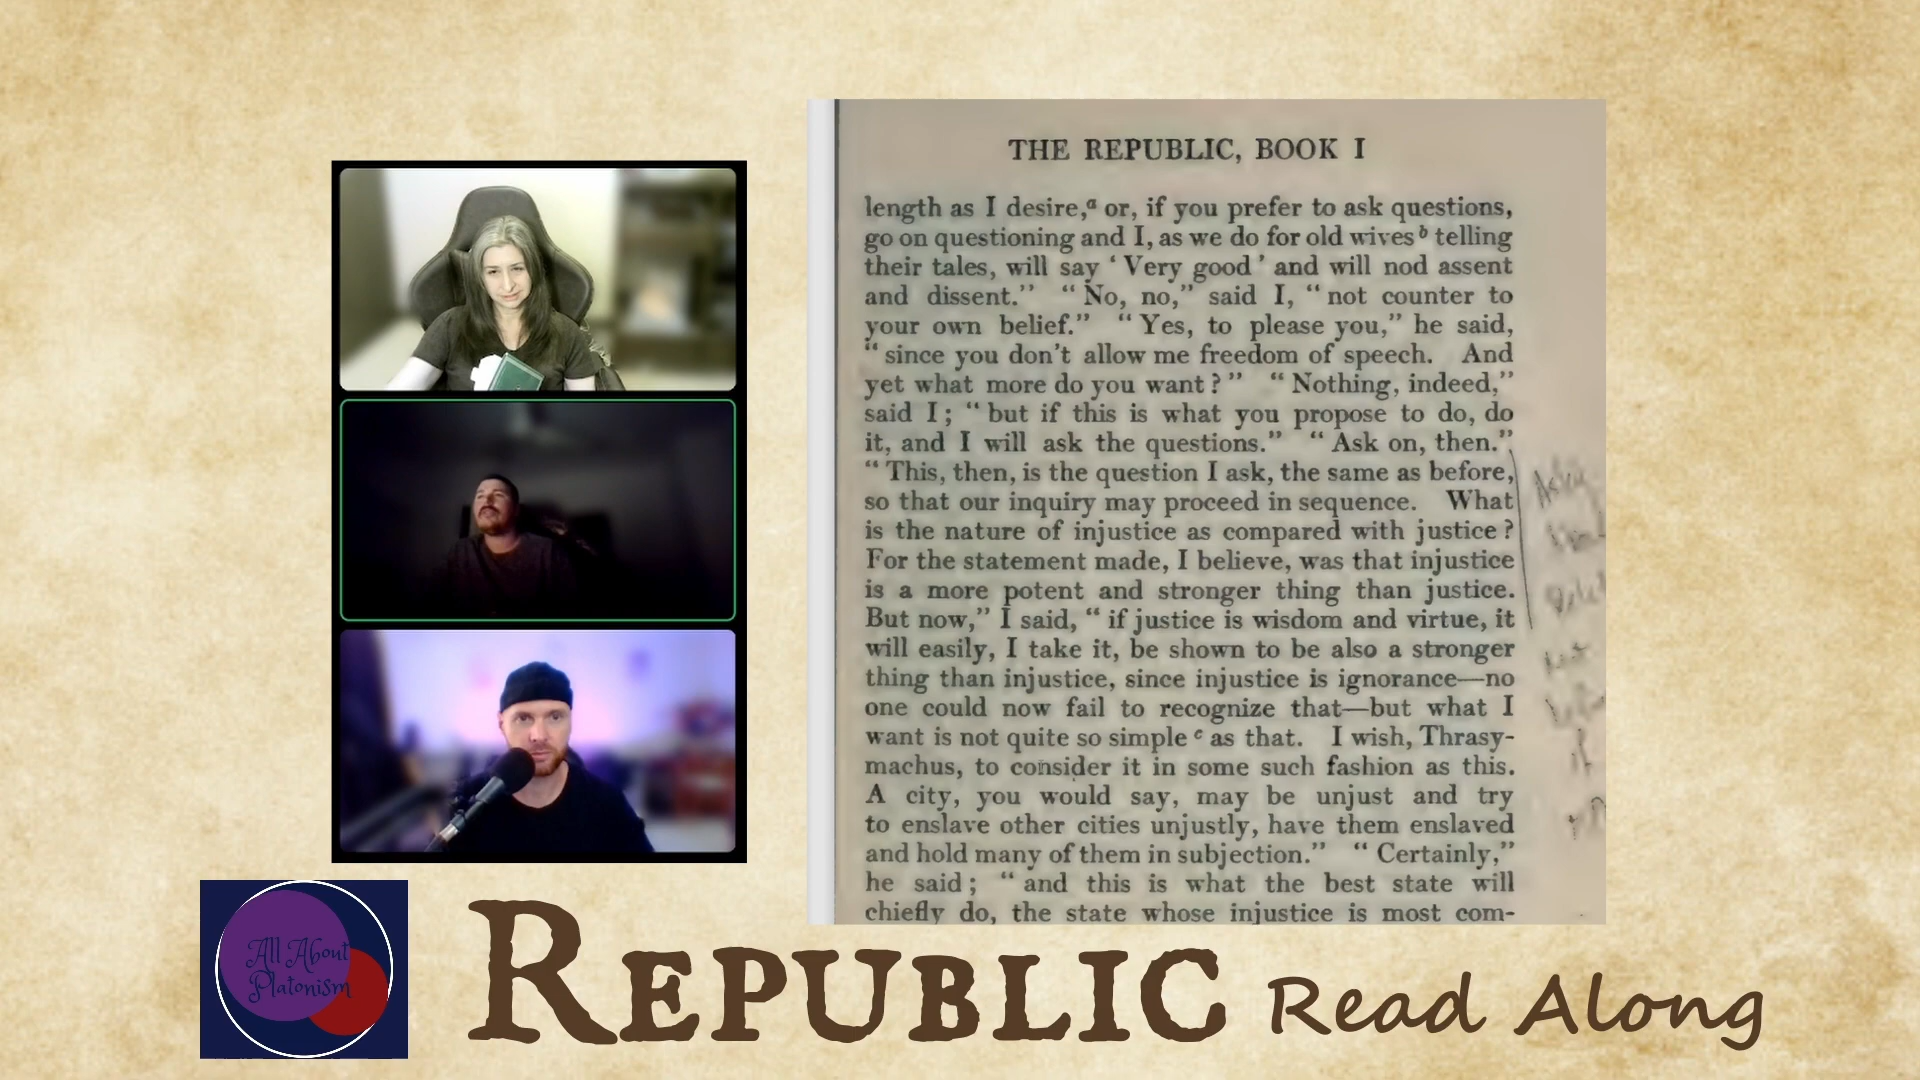 THE REPUBLIC, BOOK I
length as I desire,ᵃ or, if you prefer to ask questions,
go on questioning and I, as we do for old wivesᵇ telling
their tales, will say ‘Very good’ and will nod assent
and dissent.” “No, no,” said I, “not counter to
your own belief.” “Yes, to please you,” he said,
“since you don’t allow me freedom of speech. And
yet what more do you want?” “Nothing, indeed,”
said I; “but if this is what you propose to do, do
it, and I will ask the questions.” “Ask on, then.”
“This, then, is the question I ask, the same as before,
so that our inquiry may proceed in sequence. What
is the nature of injustice as compared with justice?
For the statement made, I believe, was that injustice
is a more potent and stronger thing than justice.
But now,” I said, “if justice is wisdom and virtue, it
will easily, I take it, be shown to be also a stronger
thing than injustice, since injustice is ignorance—no
one could now fail to recognize that—but what I
want is not quite so simpleᶜ as that. I wish, Thrasy-
machus, to consider it in some such fashion as this.
A city, you would say, may be unjust and try
to enslave other cities unjustly, have them enslaved
and hold many of them in subjection.” “Certainly,”
he said; “and this is what the best state will
chiefly do, the state whose injustice is most com-
All About
Platonism
REPUBLIC Read Along